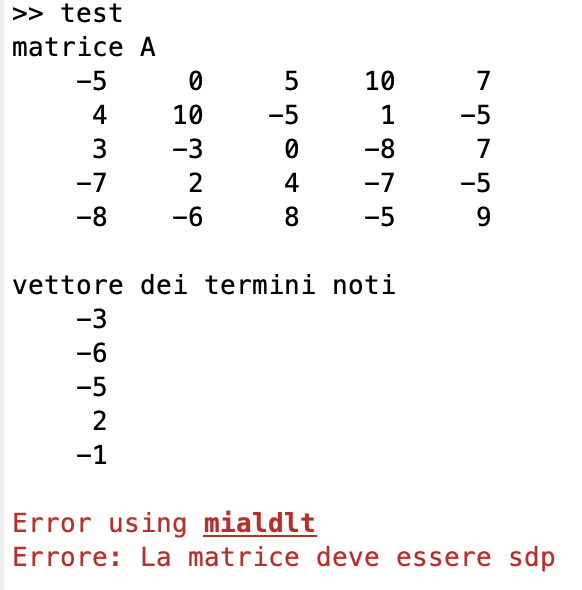 >> test
matrice A
-5 0 5 10 7
4 10 -5 1 -5
3 -3 0 -8 7
-7 2 4 -7 -5
-8 -6 8 -5 9
vettore dei termini noti
-3
-6
-5
2
-1
Error using mialdlt
Errore: La matrice deve essere sdp